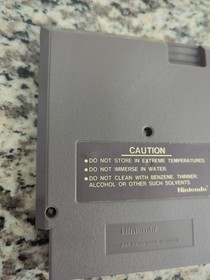 CAUTION
•DO NOT STORE IN EXTREME TEMPERATURES.
•DO NOT IMMERSE IN WATER.
•DO NOT CLEAN WITH BENZENE, THINNER,
ALCOHOL OR OTHER SUCH SOLVENTS.
Nintendo
Nintendo